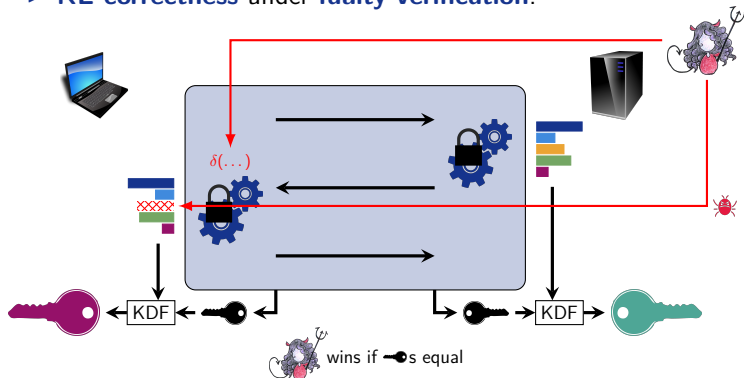 KE correctness under faulty verification.
δ(...)
KDF
KDF
wins if s equal